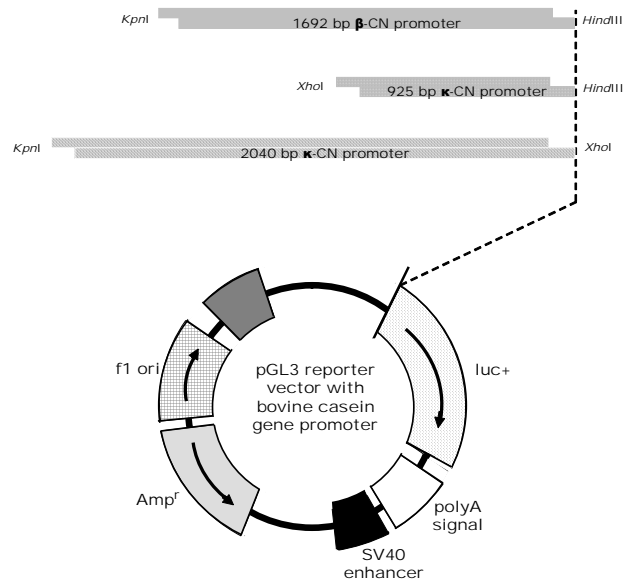 KpnI
1692 bp β-CN promoter
HindIII
XhoI
925 bp κ-CN promoter
HindIII
KpnI
2040 bp κ-CN promoter
XhoI
f1 ori
pGL3 reporter
vector with
bovine casein
gene promoter
luc+
Ampʳ
polyA
signal
SV40
enhancer